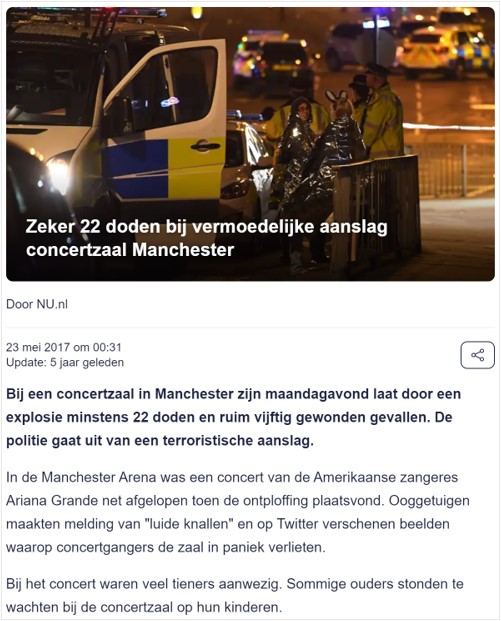 Zeker 22 doden bij vermoedelijke aanslag
concertzaal Manchester
Door NU.nl
23 mei 2017 om 00:31
Update: 5 jaar geleden
Bij een concertzaal in Manchester zijn maandagavond laat door een
explosie minstens 22 doden en ruim vijftig gewonden gevallen. De
politie gaat uit van een terroristische aanslag.
In de Manchester Arena was een concert van de Amerikaanse zangeres
Ariana Grande net afgelopen toen de ontploffing plaatsvond. Ooggetuigen
maakten melding van "luide knallen" en op Twitter verschenen beelden
waarop concertgangers de zaal in paniek verlieten.
Bij het concert waren veel tieners aanwezig. Sommige ouders stonden te
wachten bij de concertzaal op hun kinderen.